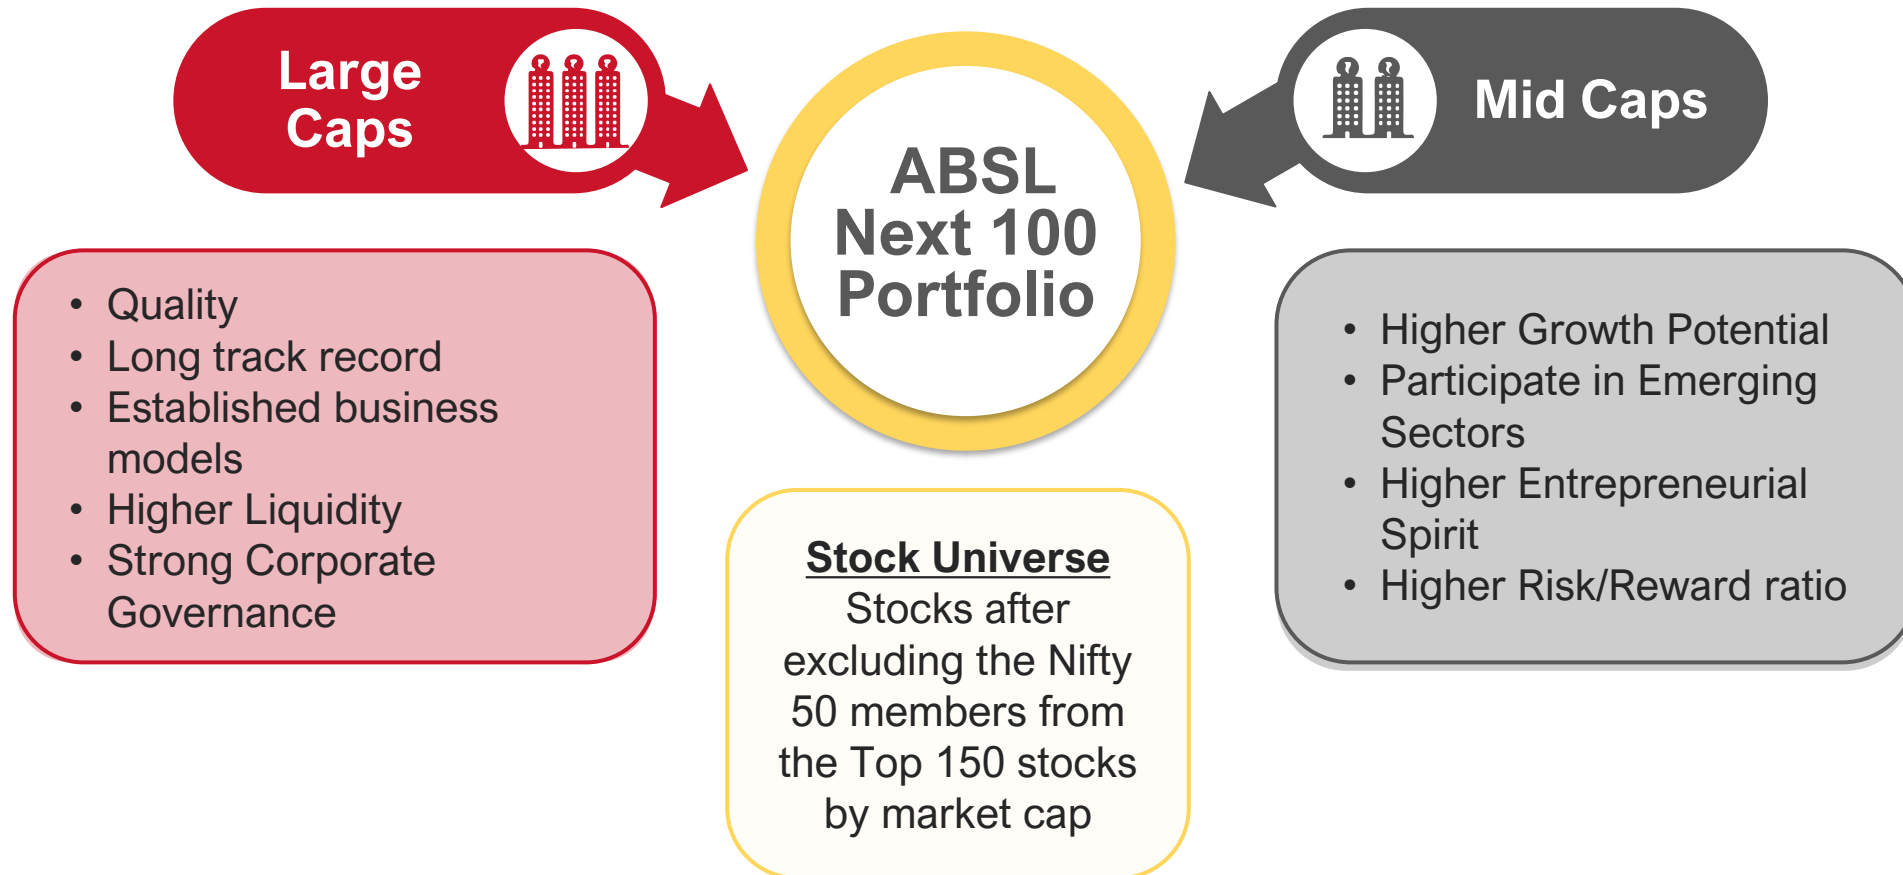 Large
Caps
ABSL
Next 100
Portfolio
Mid Caps
• Quality
• Long track record
• Established business
models
• Higher Liquidity
• Strong Corporate
Governance
Stock Universe
Stocks after
excluding the Nifty
50 members from
the Top 150 stocks
by market cap
• Higher Growth Potential
• Participate in Emerging
Sectors
• Higher Entrepreneurial
Spirit
• Higher Risk/Reward ratio